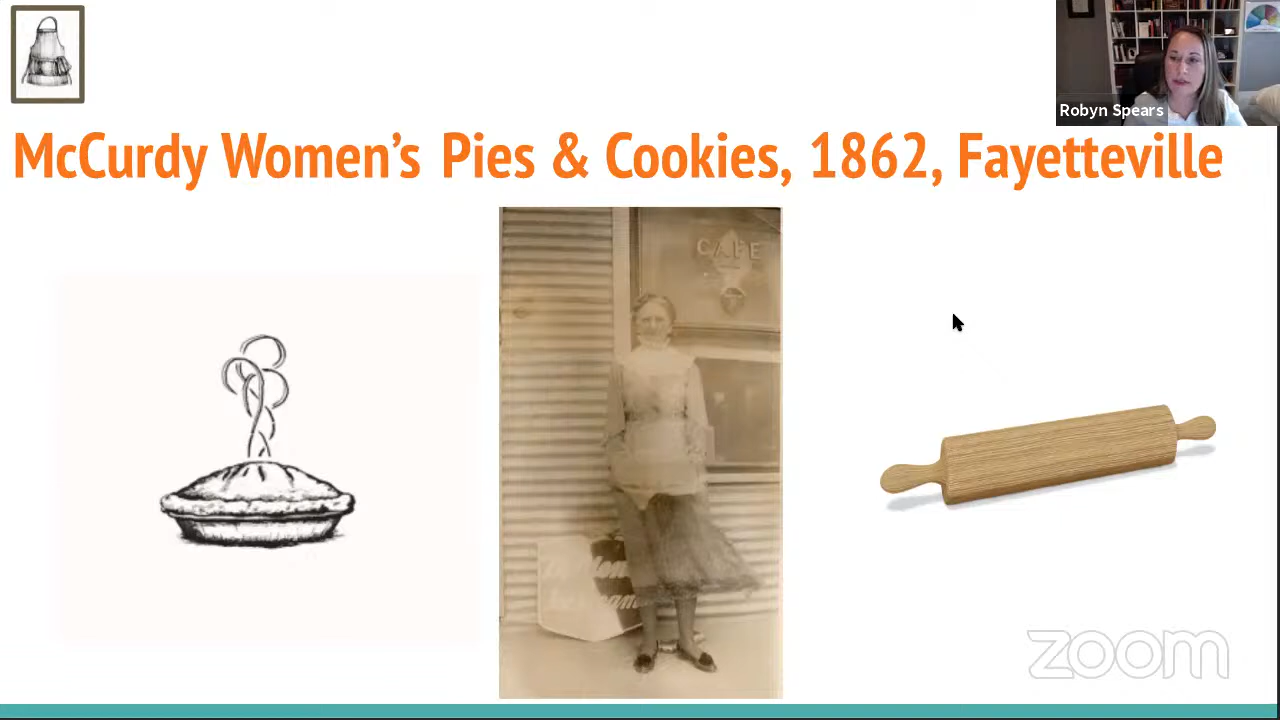 Robyn Spears
McCurdy Women’s Pies & Cookies, 1862, Fayetteville
CAFE
zoom